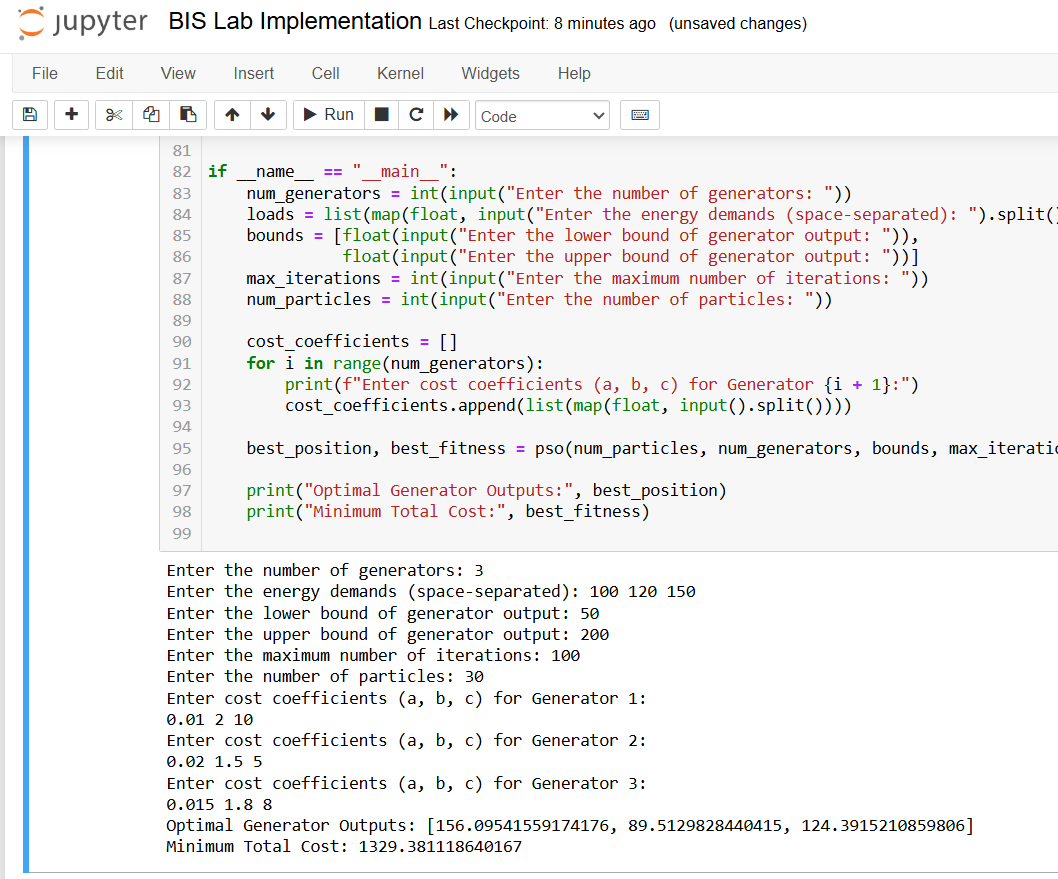 jupyter BIS Lab Implementation Last Checkpoint: 8 minutes ago (unsaved changes)
File Edit View Insert Cell Kernel Widgets Help
Run Code
81
82 if __name__ == "__main__":
83     num_generators = int(input("Enter the number of generators: "))
84     loads = list(map(float, input("Enter the energy demands (space-separated): ").split(
85     bounds = [float(input("Enter the lower bound of generator output: ")),
86               float(input("Enter the upper bound of generator output: "))]
87     max_iterations = int(input("Enter the maximum number of iterations: "))
88     num_particles = int(input("Enter the number of particles: "))
89
90     cost_coefficients = []
91     for i in range(num_generators):
92         print(f"Enter cost coefficients (a, b, c) for Generator {i + 1}:")
93         cost_coefficients.append(list(map(float, input().split())))
94
95     best_position, best_fitness = pso(num_particles, num_generators, bounds, max_iteratio
96
97     print("Optimal Generator Outputs:", best_position)
98     print("Minimum Total Cost:", best_fitness)
99
Enter the number of generators: 3
Enter the energy demands (space-separated): 100 120 150
Enter the lower bound of generator output: 50
Enter the upper bound of generator output: 200
Enter the maximum number of iterations: 100
Enter the number of particles: 30
Enter cost coefficients (a, b, c) for Generator 1:
0.01 2 10
Enter cost coefficients (a, b, c) for Generator 2:
0.02 1.5 5
Enter cost coefficients (a, b, c) for Generator 3:
0.015 1.8 8
Optimal Generator Outputs: [156.09541559174176, 89.5129828440415, 124.3915210859806]
Minimum Total Cost: 1329.381118640167